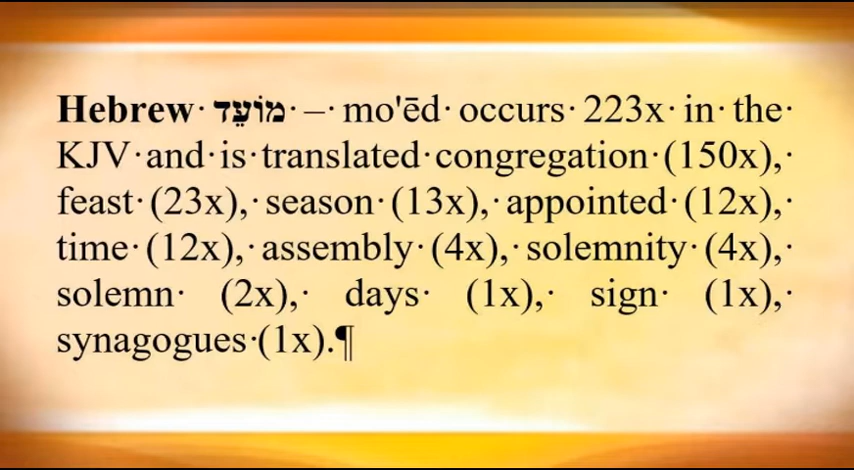 Hebrew· מוֹעֵד ·–· mo'ēd· occurs· 223x· in· the·
KJV·and·is·translated·congregation·(150x),·
feast·(23x),·season·(13x),·appointed·(12x),·
time·(12x),·assembly·(4x),·solemnity·(4x),·
solemn· (2x),· days· (1x),· sign· (1x),·
synagogues·(1x).¶